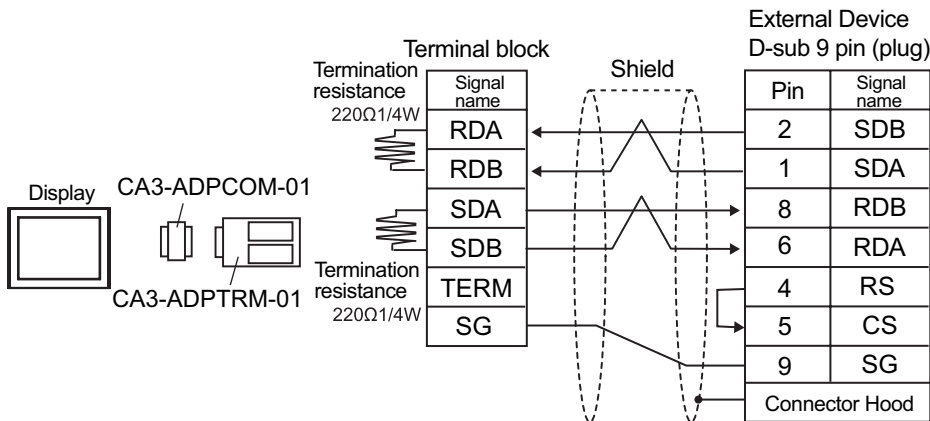 External Device
D-sub 9 pin (plug)
Terminal block
Shield
Termination
resistance
220Ω1/4W
Signal
name
Pin
Signal
name
RDA
2
SDB
RDB
1
SDA
Display
CA3-ADPCOM-01
SDA
8
RDB
SDB
6
RDA
CA3-ADPTRM-01
Termination
resistance
220Ω1/4W
TERM
4
RS
SG
5
CS
9
SG
Connector Hood